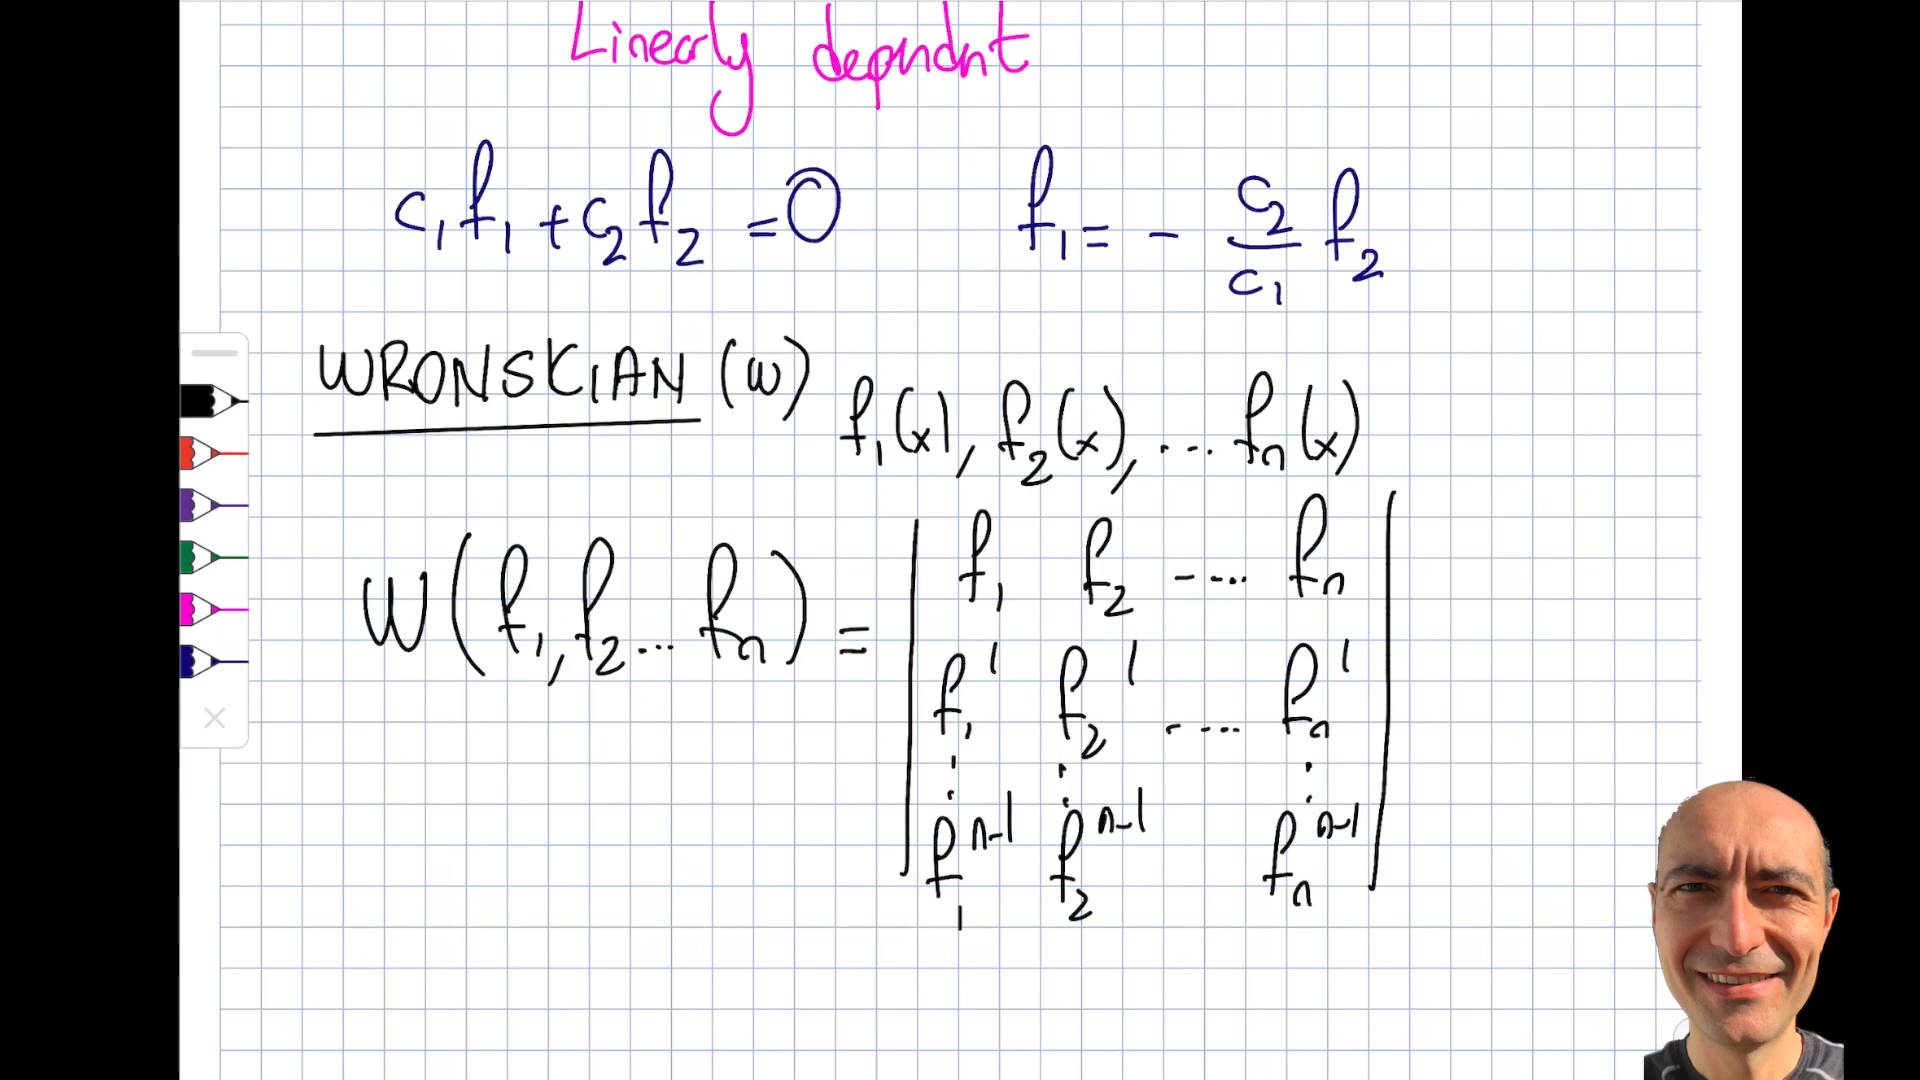 Linearly dependent
c₁f₁ + c₂f₂ = 0    f₁ = - c₂/c₁ f₂
WRONSKIAN (W)  f₁(x), f₂(x), ... fₙ(x)
W(f₁, f₂ ... fₙ) = | f₁  f₂  ----  fₙ |
| f₁'  f₂'  ....  fₙ' |
:  :  :
| f₁ⁿ⁻¹  f₂ⁿ⁻¹  fₙⁿ⁻¹ |